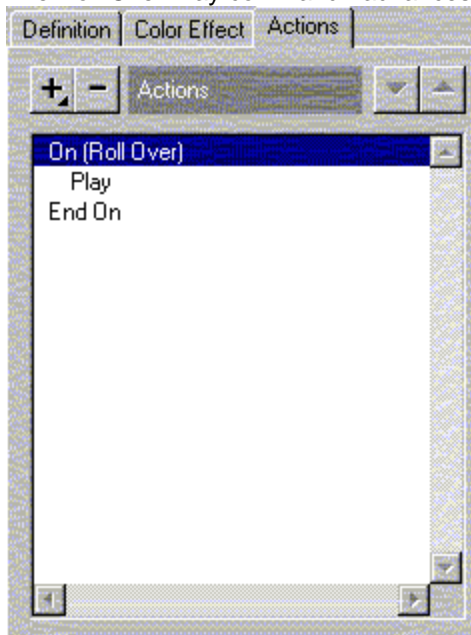 Definition Color Effect Actions
+ - Actions
On (Roll Over)
Play
End On